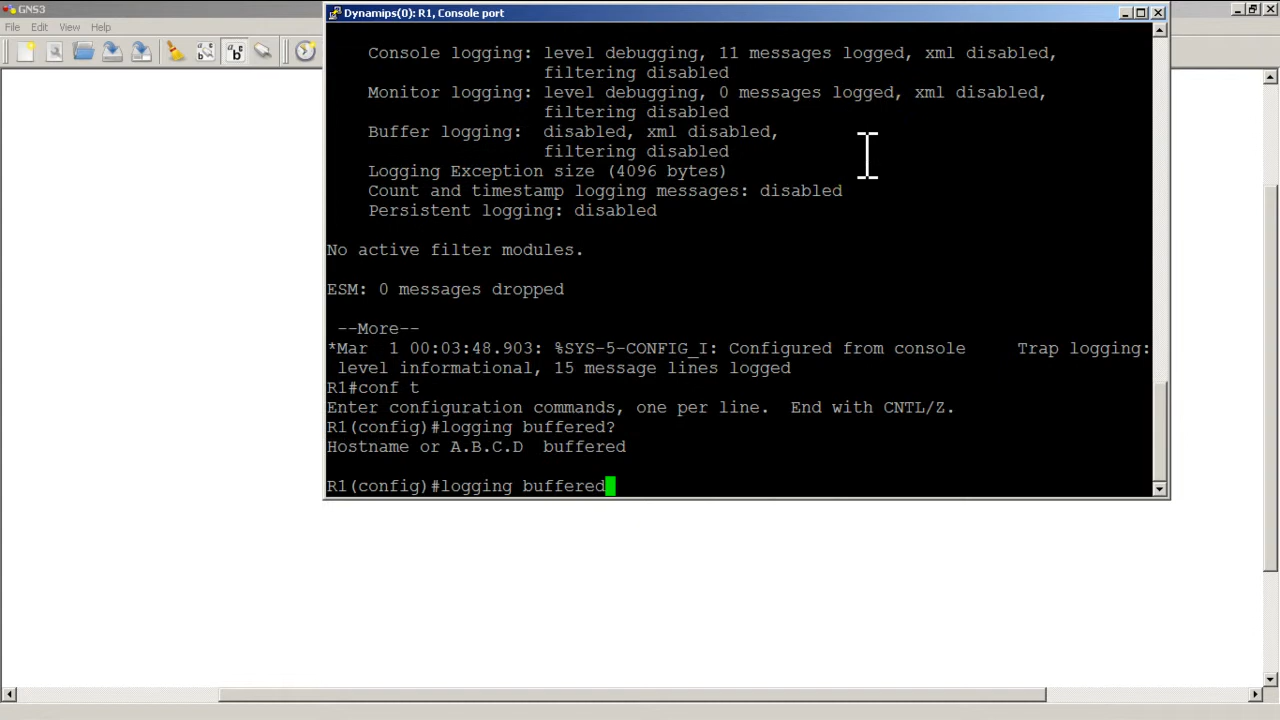 GNS3
File Edit View Help
Dynamips(0): R1, Console port
Console logging: level debugging, 11 messages logged, xml disabled,
filtering disabled
Monitor logging: level debugging, 0 messages logged, xml disabled,
filtering disabled
Buffer logging:  disabled, xml disabled,
filtering disabled
Logging Exception size (4096 bytes)
Count and timestamp logging messages: disabled
Persistent logging: disabled
No active filter modules.
ESM: 0 messages dropped
--More--
*Mar  1 00:03:48.903: %SYS-5-CONFIG_I: Configured from console     Trap logging:
level informational, 15 message lines logged
R1#conf t
Enter configuration commands, one per line.  End with CNTL/Z.
R1(config)#logging buffered?
Hostname or A.B.C.D  buffered
R1(config)#logging buffered